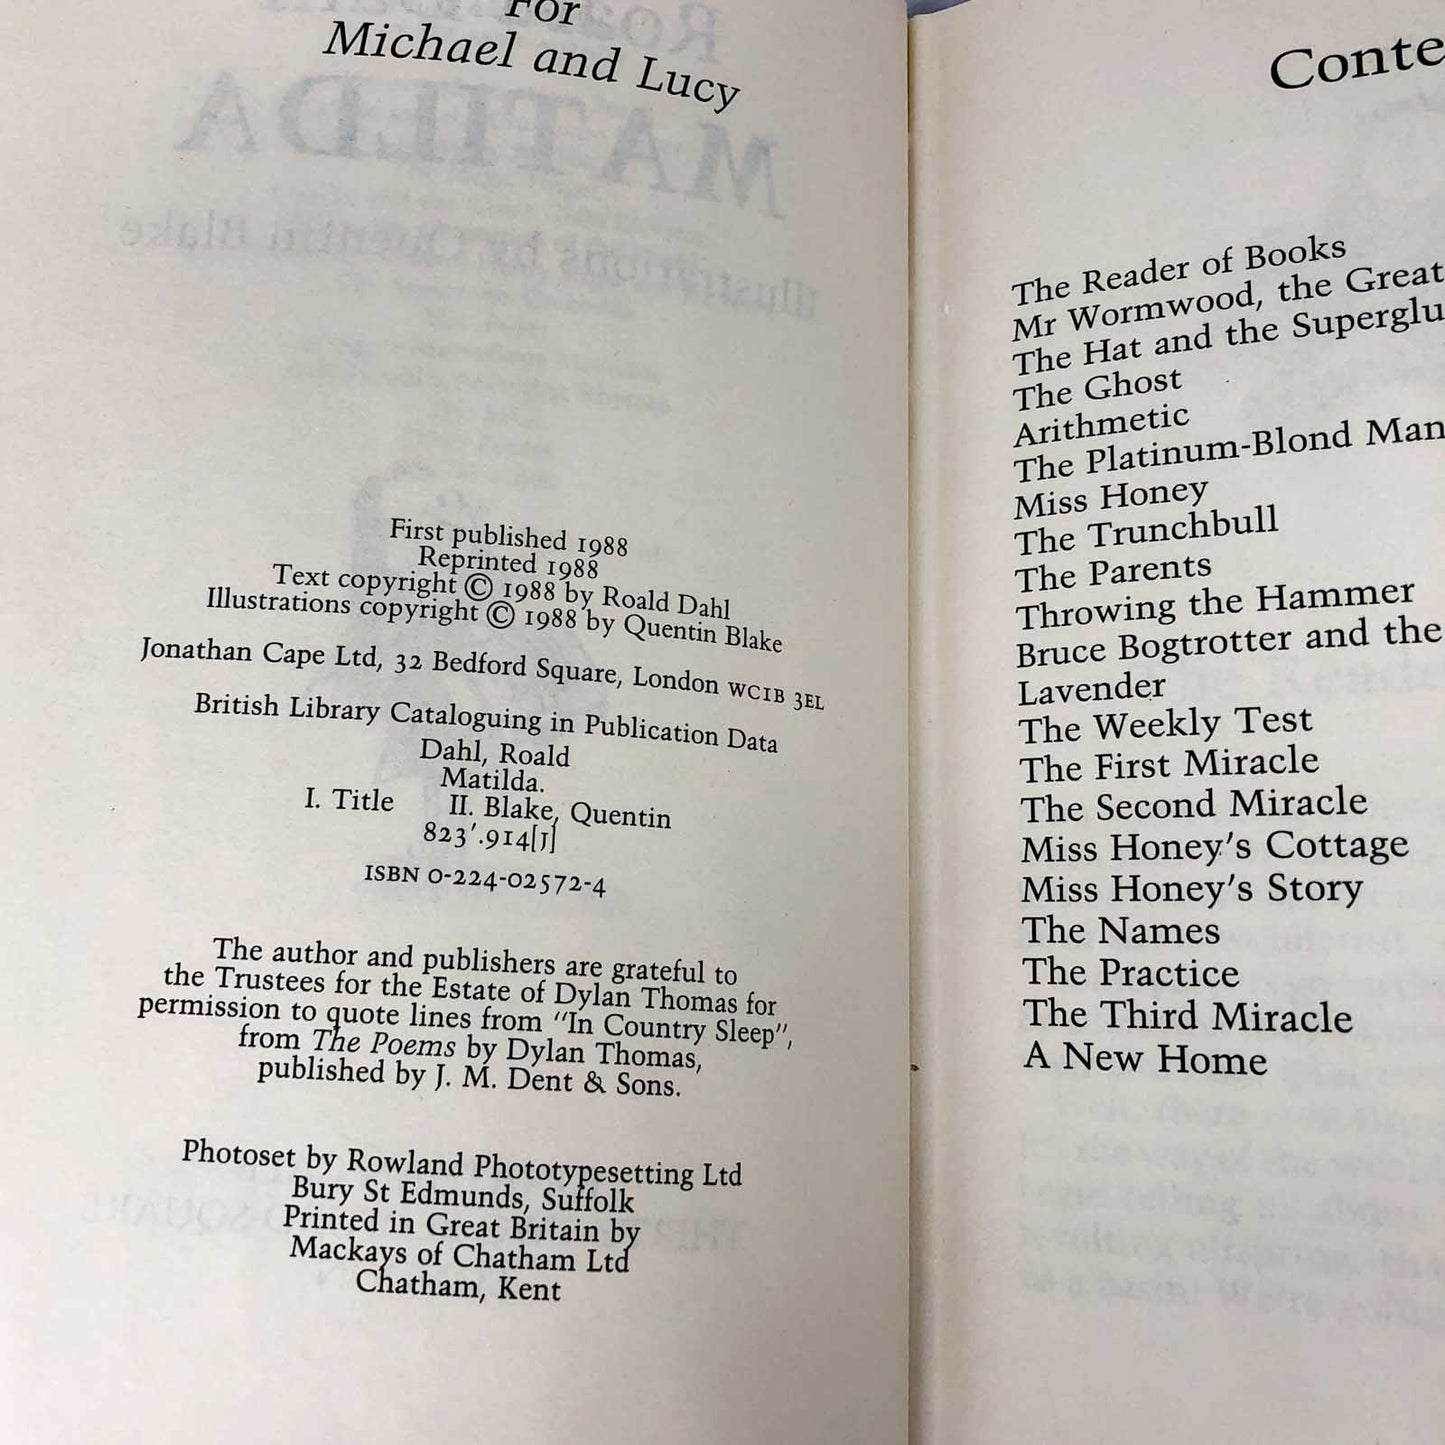 For
Michael and Lucy
MATILDA
Illustrations by Quentin Blake
First published 1988
Reprinted 1988
Text copyright © 1988 by Roald Dahl
Illustrations copyright © 1988 by Quentin Blake
Jonathan Cape Ltd, 32 Bedford Square, London WC1B 3EL
British Library Cataloguing in Publication Data
Dahl, Roald
Matilda.
I. Title II. Blake, Quentin
823'.914[J]
ISBN 0-224-02572-4
The author and publishers are grateful to
the Trustees for the Estate of Dylan Thomas for
permission to quote lines from "In Country Sleep",
from The Poems by Dylan Thomas,
published by J. M. Dent & Sons.
Photoset by Rowland Phototypesetting Ltd
Bury St Edmunds, Suffolk
Printed in Great Britain by
Mackays of Chatham Ltd
Chatham, Kent
Conte
The Reader of Books
Mr Wormwood, the Great
The Hat and the Superglu
The Ghost
Arithmetic
The Platinum-Blond Man
Miss Honey
The Trunchbull
The Parents
Throwing the Hammer
Bruce Bogtrotter and the
Lavender
The Weekly Test
The First Miracle
The Second Miracle
Miss Honey's Cottage
Miss Honey's Story
The Names
The Practice
The Third Miracle
A New Home